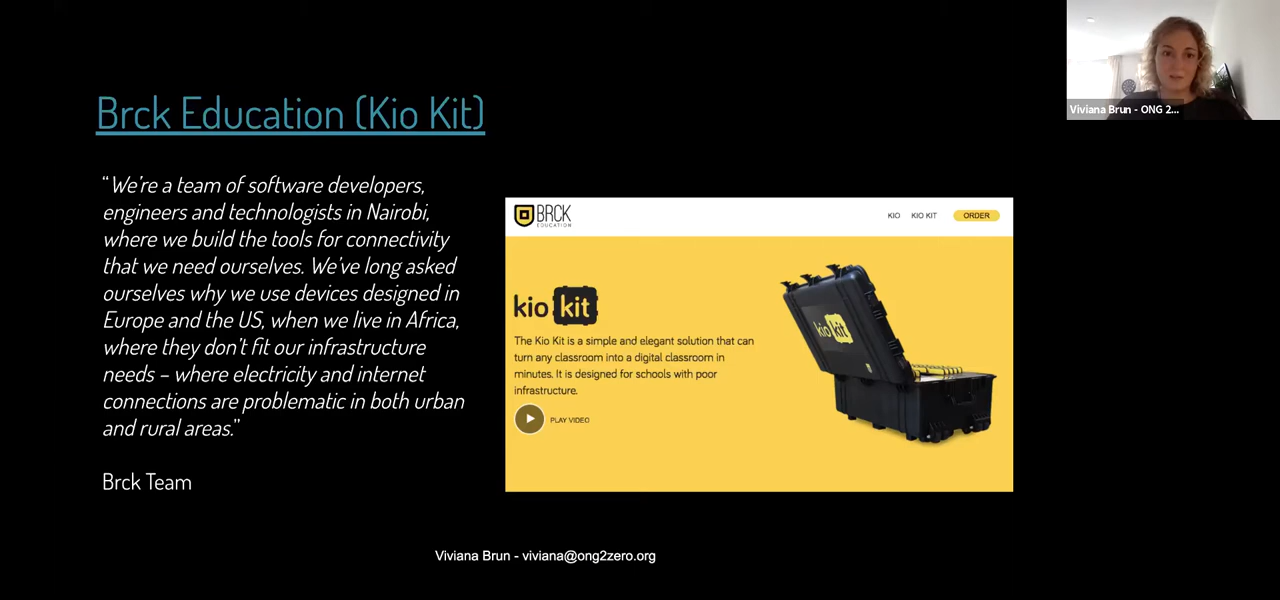 Brck Education (Kio Kit)
“We’re a team of software developers,
engineers and technologists in Nairobi,
where we build the tools for connectivity
that we need ourselves. We’ve long asked
ourselves why we use devices designed in
Europe and the US, when we live in Africa,
where they don’t fit our infrastructure
needs – where electricity and internet
connections are problematic in both urban
and rural areas.”
Brck Team
BRCK
EDUCATION
KIO KIO KIT ORDER
kio kit
The Kio Kit is a simple and elegant solution that can
turn any classroom into a digital classroom in
minutes. It is designed for schools with poor
infrastructure.
PLAY VIDEO
kio kit
Viviana Brun - viviana@ong2zero.org
Viviana Brun - ONG 2...